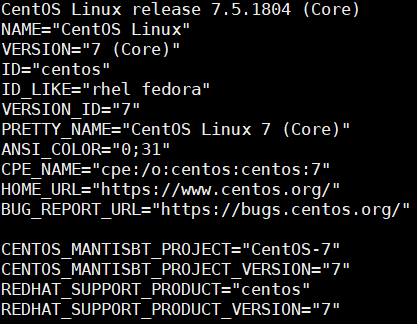 CentOS Linux release 7.5.1804 (Core)
NAME="CentOS Linux"
VERSION="7 (Core)"
ID="centos"
ID_LIKE="rhel fedora"
VERSION_ID="7"
PRETTY_NAME="CentOS Linux 7 (Core)"
ANSI_COLOR="0;31"
CPE_NAME="cpe:/o:centos:centos:7"
HOME_URL="https://www.centos.org/"
BUG_REPORT_URL="https://bugs.centos.org/"

CENTOS_MANTISBT_PROJECT="CentOS-7"
CENTOS_MANTISBT_PROJECT_VERSION="7"
REDHAT_SUPPORT_PRODUCT="centos"
REDHAT_SUPPORT_PRODUCT_VERSION="7"